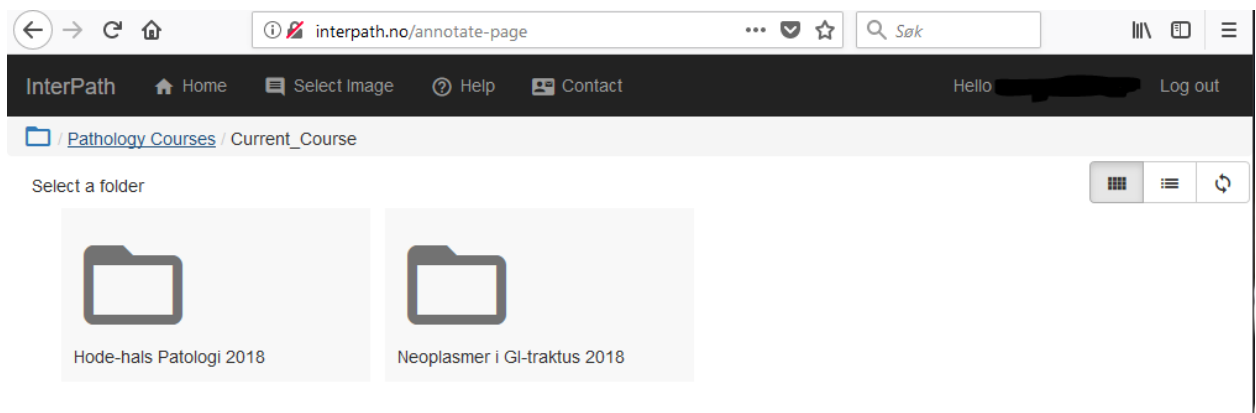 interpath.no/annotate-page Søk
InterPath Home Select Image Help Contact Hello Log out
/ Pathology Courses / Current_Course
Select a folder
Hode-hals Patologi 2018 Neoplasmer i GI-traktus 2018